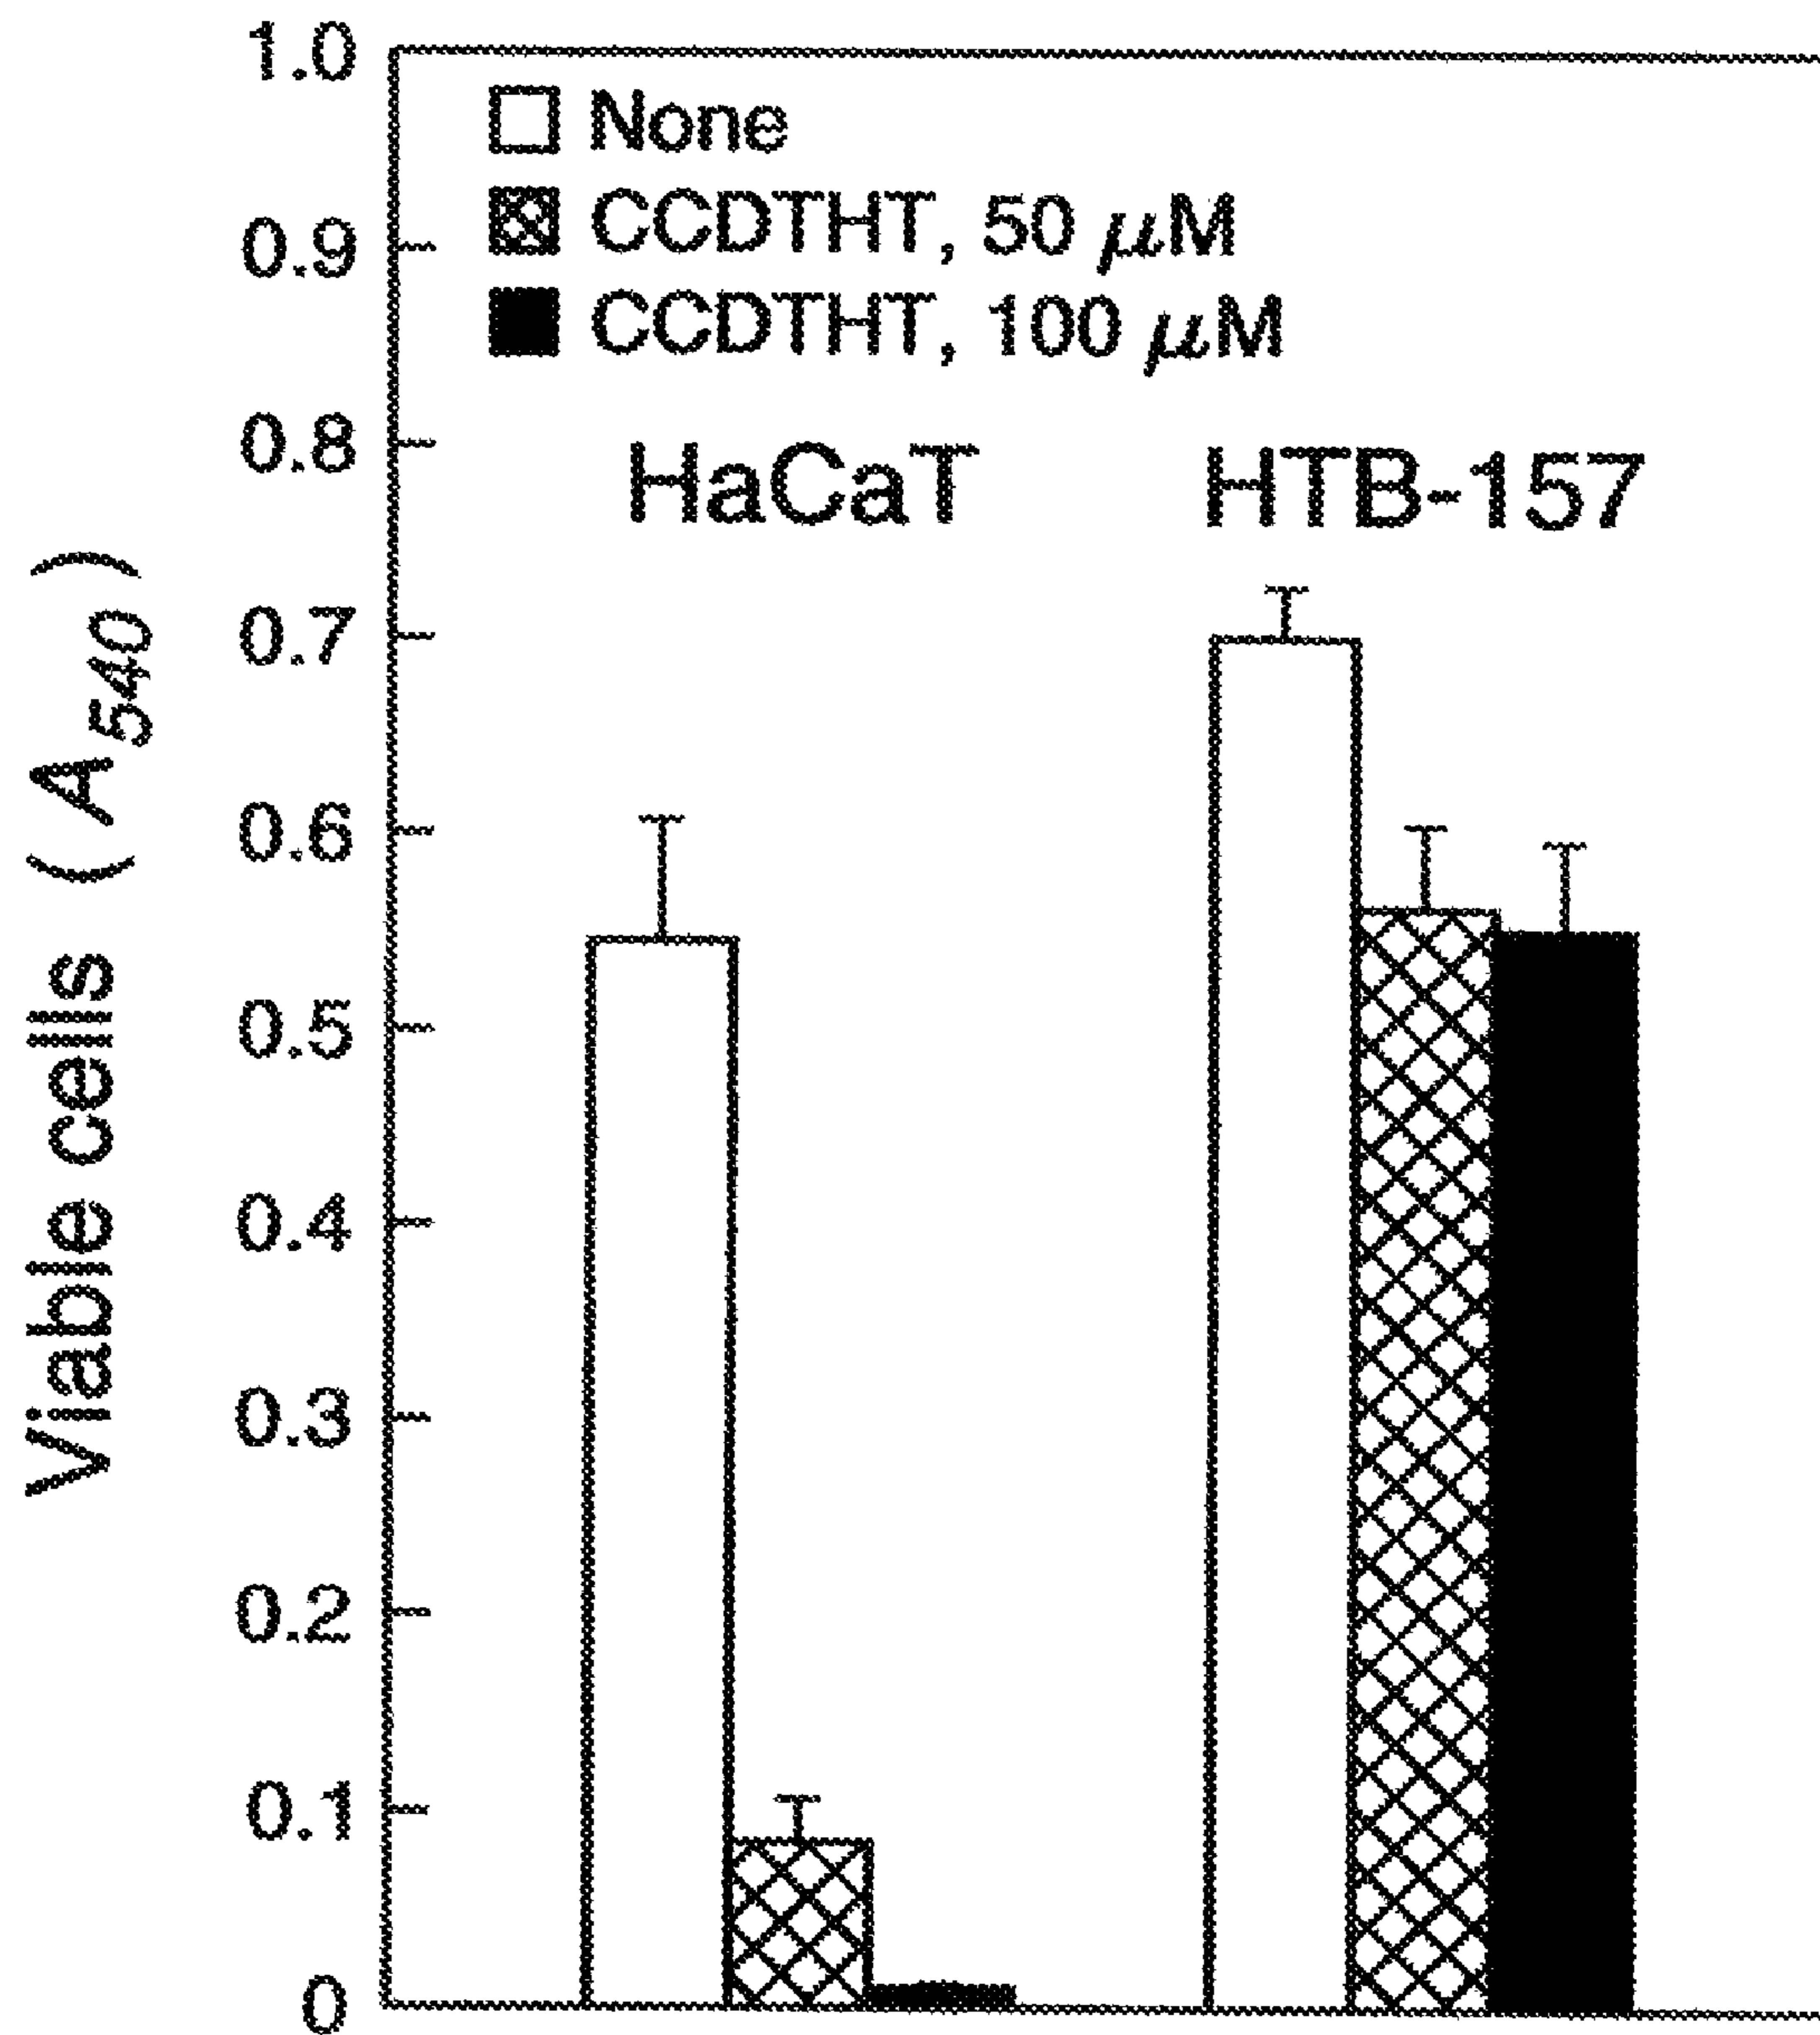 1.0
None
CCDTHT, 50 μM
0.9
CCDTHT, 100 μM
0.8
HaCaT HTB-157
0.7
0.6
0.5
0.4
0.3
0.2
0.1
0
Viable cells ( A540 )